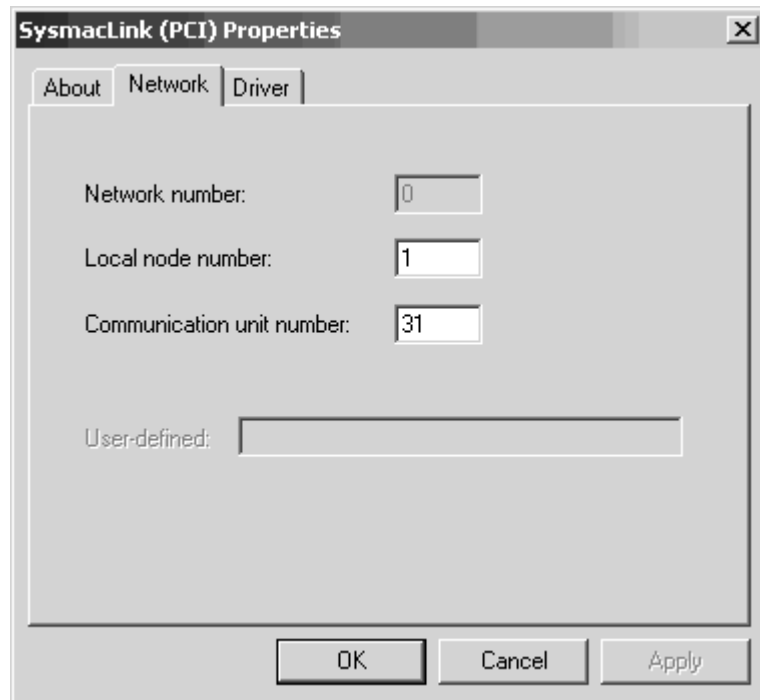 SysmacLink (PCI) Properties
About Network Driver
Network number: 0
Local node number: 1
Communication unit number: 31
User-defined:
OK Cancel Apply